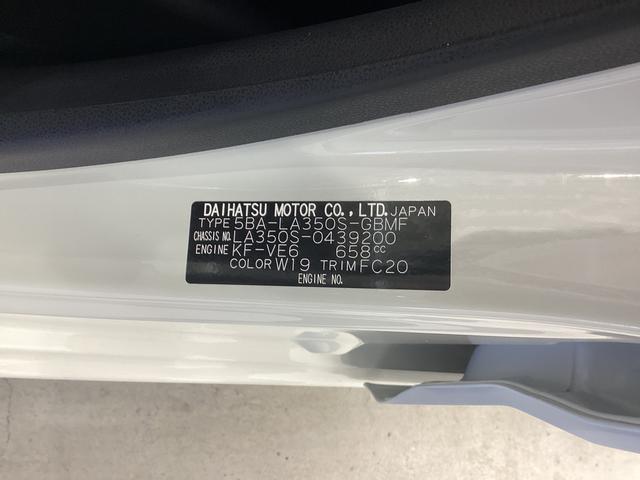 DAIHATSU MOTOR CO.,LTD. JAPAN
TYPE 5BA-LA350S-GBMF
CHASSIS NO. LA350S-0439200
ENGINE KF-VE6 658cc
COLOR W19 TRIM FC20
ENGINE NO.